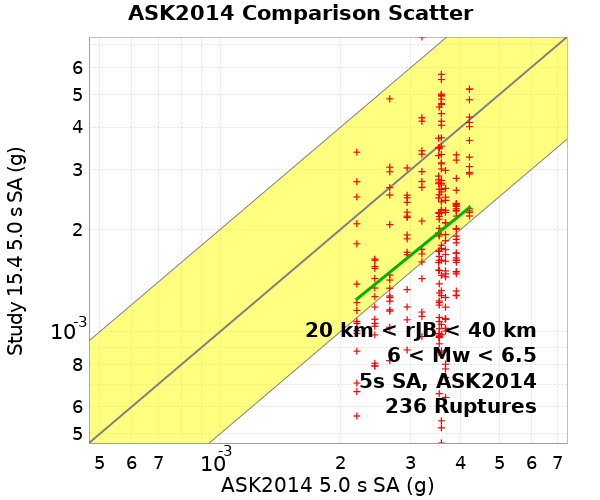 ASK2014 Comparison Scatter
Study 15.4 5.0 s SA (g)
6
5
4
3
2
10-3
8
6
5
20 km < rJB < 40 km
6 < Mw < 6.5
5s SA, ASK2014
236 Ruptures
5 6 7 10-3 2 3 4 5 6 7
ASK2014 5.0 s SA (g)